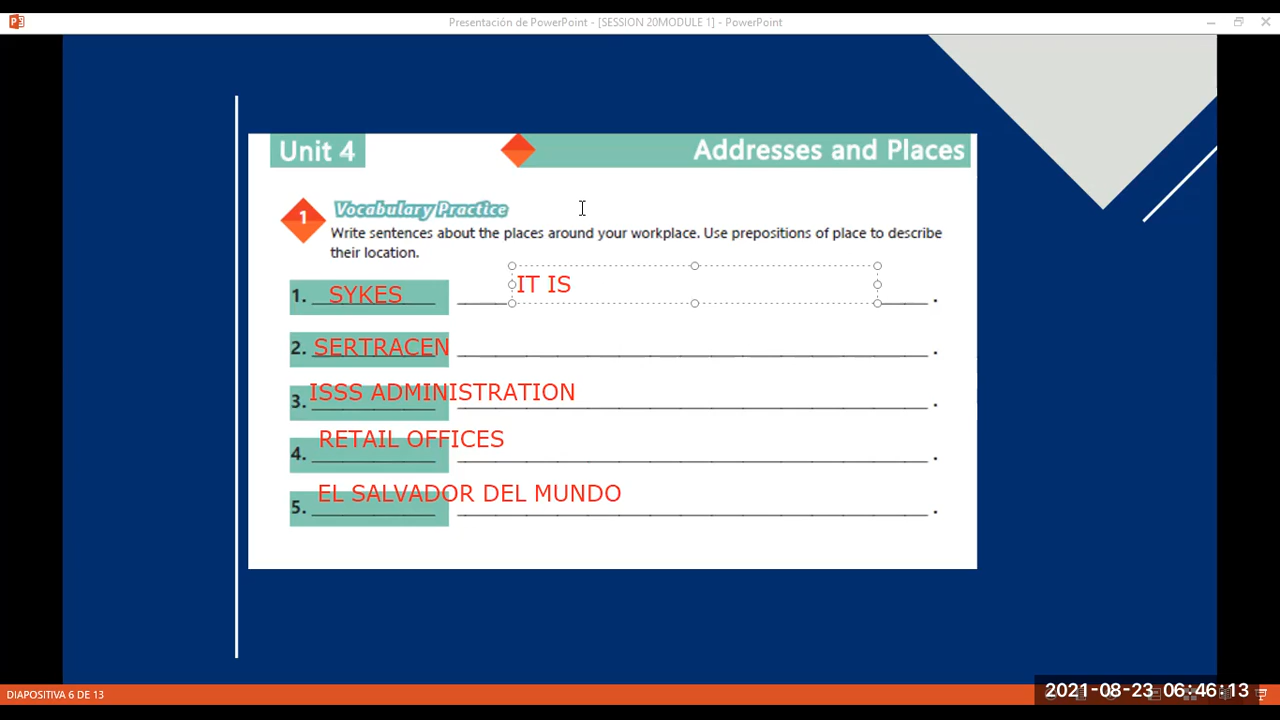 Presentación de PowerPoint - [SESSION 20MODULE 1] - PowerPoint
Unit 4
Addresses and Places
1
Vocabulary Practice
Write sentences about the places around your workplace. Use prepositions of place to describe
their location.
1. SYKES IT IS .
2. SERTRACEN .
3. ISSS ADMINISTRATION .
4. RETAIL OFFICES .
5. EL SALVADOR DEL MUNDO .
DIAPOSITIVA 6 DE 13
2021-08-23 06:46:13